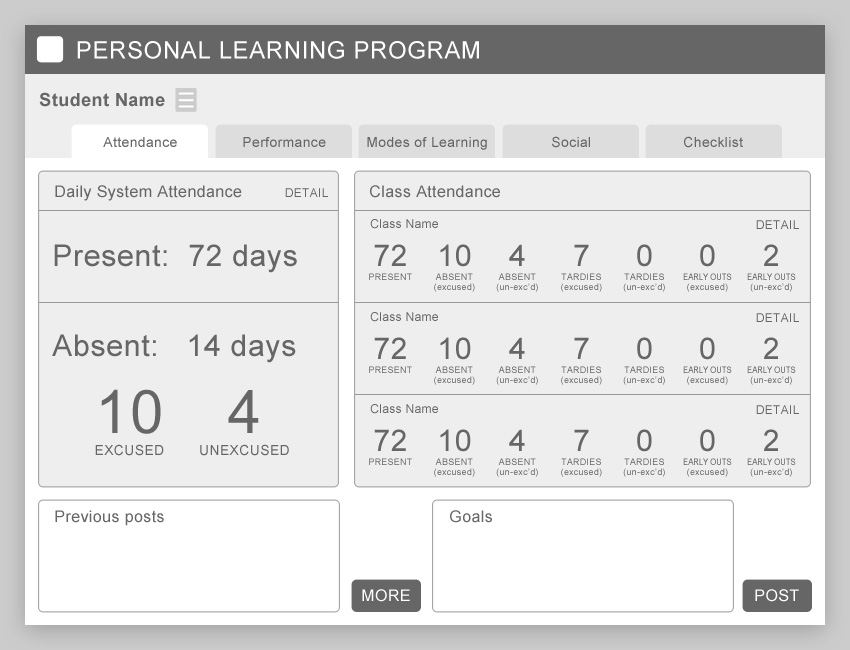 PERSONAL LEARNING PROGRAM
Student Name
Attendance Performance Modes of Learning Social Checklist
Daily System Attendance DETAIL
Present: 72 days
Absent: 14 days
10 4
EXCUSED UNEXCUSED
Class Attendance
Class Name DETAIL
72 10 4 7 0 0 2
PRESENT ABSENT ABSENT TARDIES TARDIES EARLY OUTS EARLY OUTS
(excused) (un-exc'd) (excused) (un-exc'd) (excused) (un-exc'd)
Class Name DETAIL
72 10 4 7 0 0 2
PRESENT ABSENT ABSENT TARDIES TARDIES EARLY OUTS EARLY OUTS
(excused) (un-exc'd) (excused) (un-exc'd) (excused) (un-exc'd)
Class Name DETAIL
72 10 4 7 0 0 2
PRESENT ABSENT ABSENT TARDIES TARDIES EARLY OUTS EARLY OUTS
(excused) (un-exc'd) (excused) (un-exc'd) (excused) (un-exc'd)
Previous posts
MORE
Goals
POST